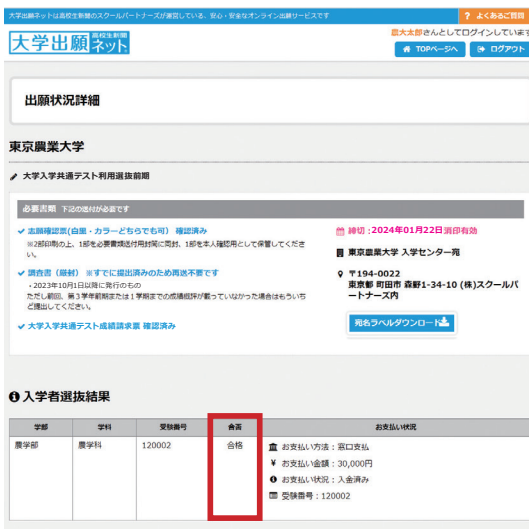 大学出願ネットは高校生新聞のスクールパートナーズが運営している、安心・安全なオンライン出願サービスです
? よくあるご質問
高校生新聞
大学出願ネット
農大太郎さんとしてログインしています
TOPページへ
ログアウト
出願状況詳細
東京農業大学
大学入学共通テスト利用選抜前期
必要書類 下記の送付が必要です
志願確認票(白黒・カラーどちらでも可) 確認済み
※2部印刷の上、1部を必要書類送付用封筒に同封、1部を本人確認用として保管してくださ
い。
調査書(厳封) ※すでに提出済みのため再送不要です
・2023年10月1日以降に発行のもの
ただし前回、第3学年前期または1学期までの成績概評が載っていなかった場合はもういち
ど提出してください。
大学入学共通テスト成績請求票 確認済み
締切:2024年01月22日消印有効
東京農業大学 入学センター宛
〒194-0022
東京都 町田市 森野1-34-10 (株)スクールパ
ートナーズ内
宛名ラベルダウンロード
入学者選抜結果
学部 学科 受験番号 合否 お支払い状況
農学部 農学科 120002 合格 お支払い方法:窓口支払
¥ お支払い金額:30,000円
お支払い状況:入金済み
受験番号:120002